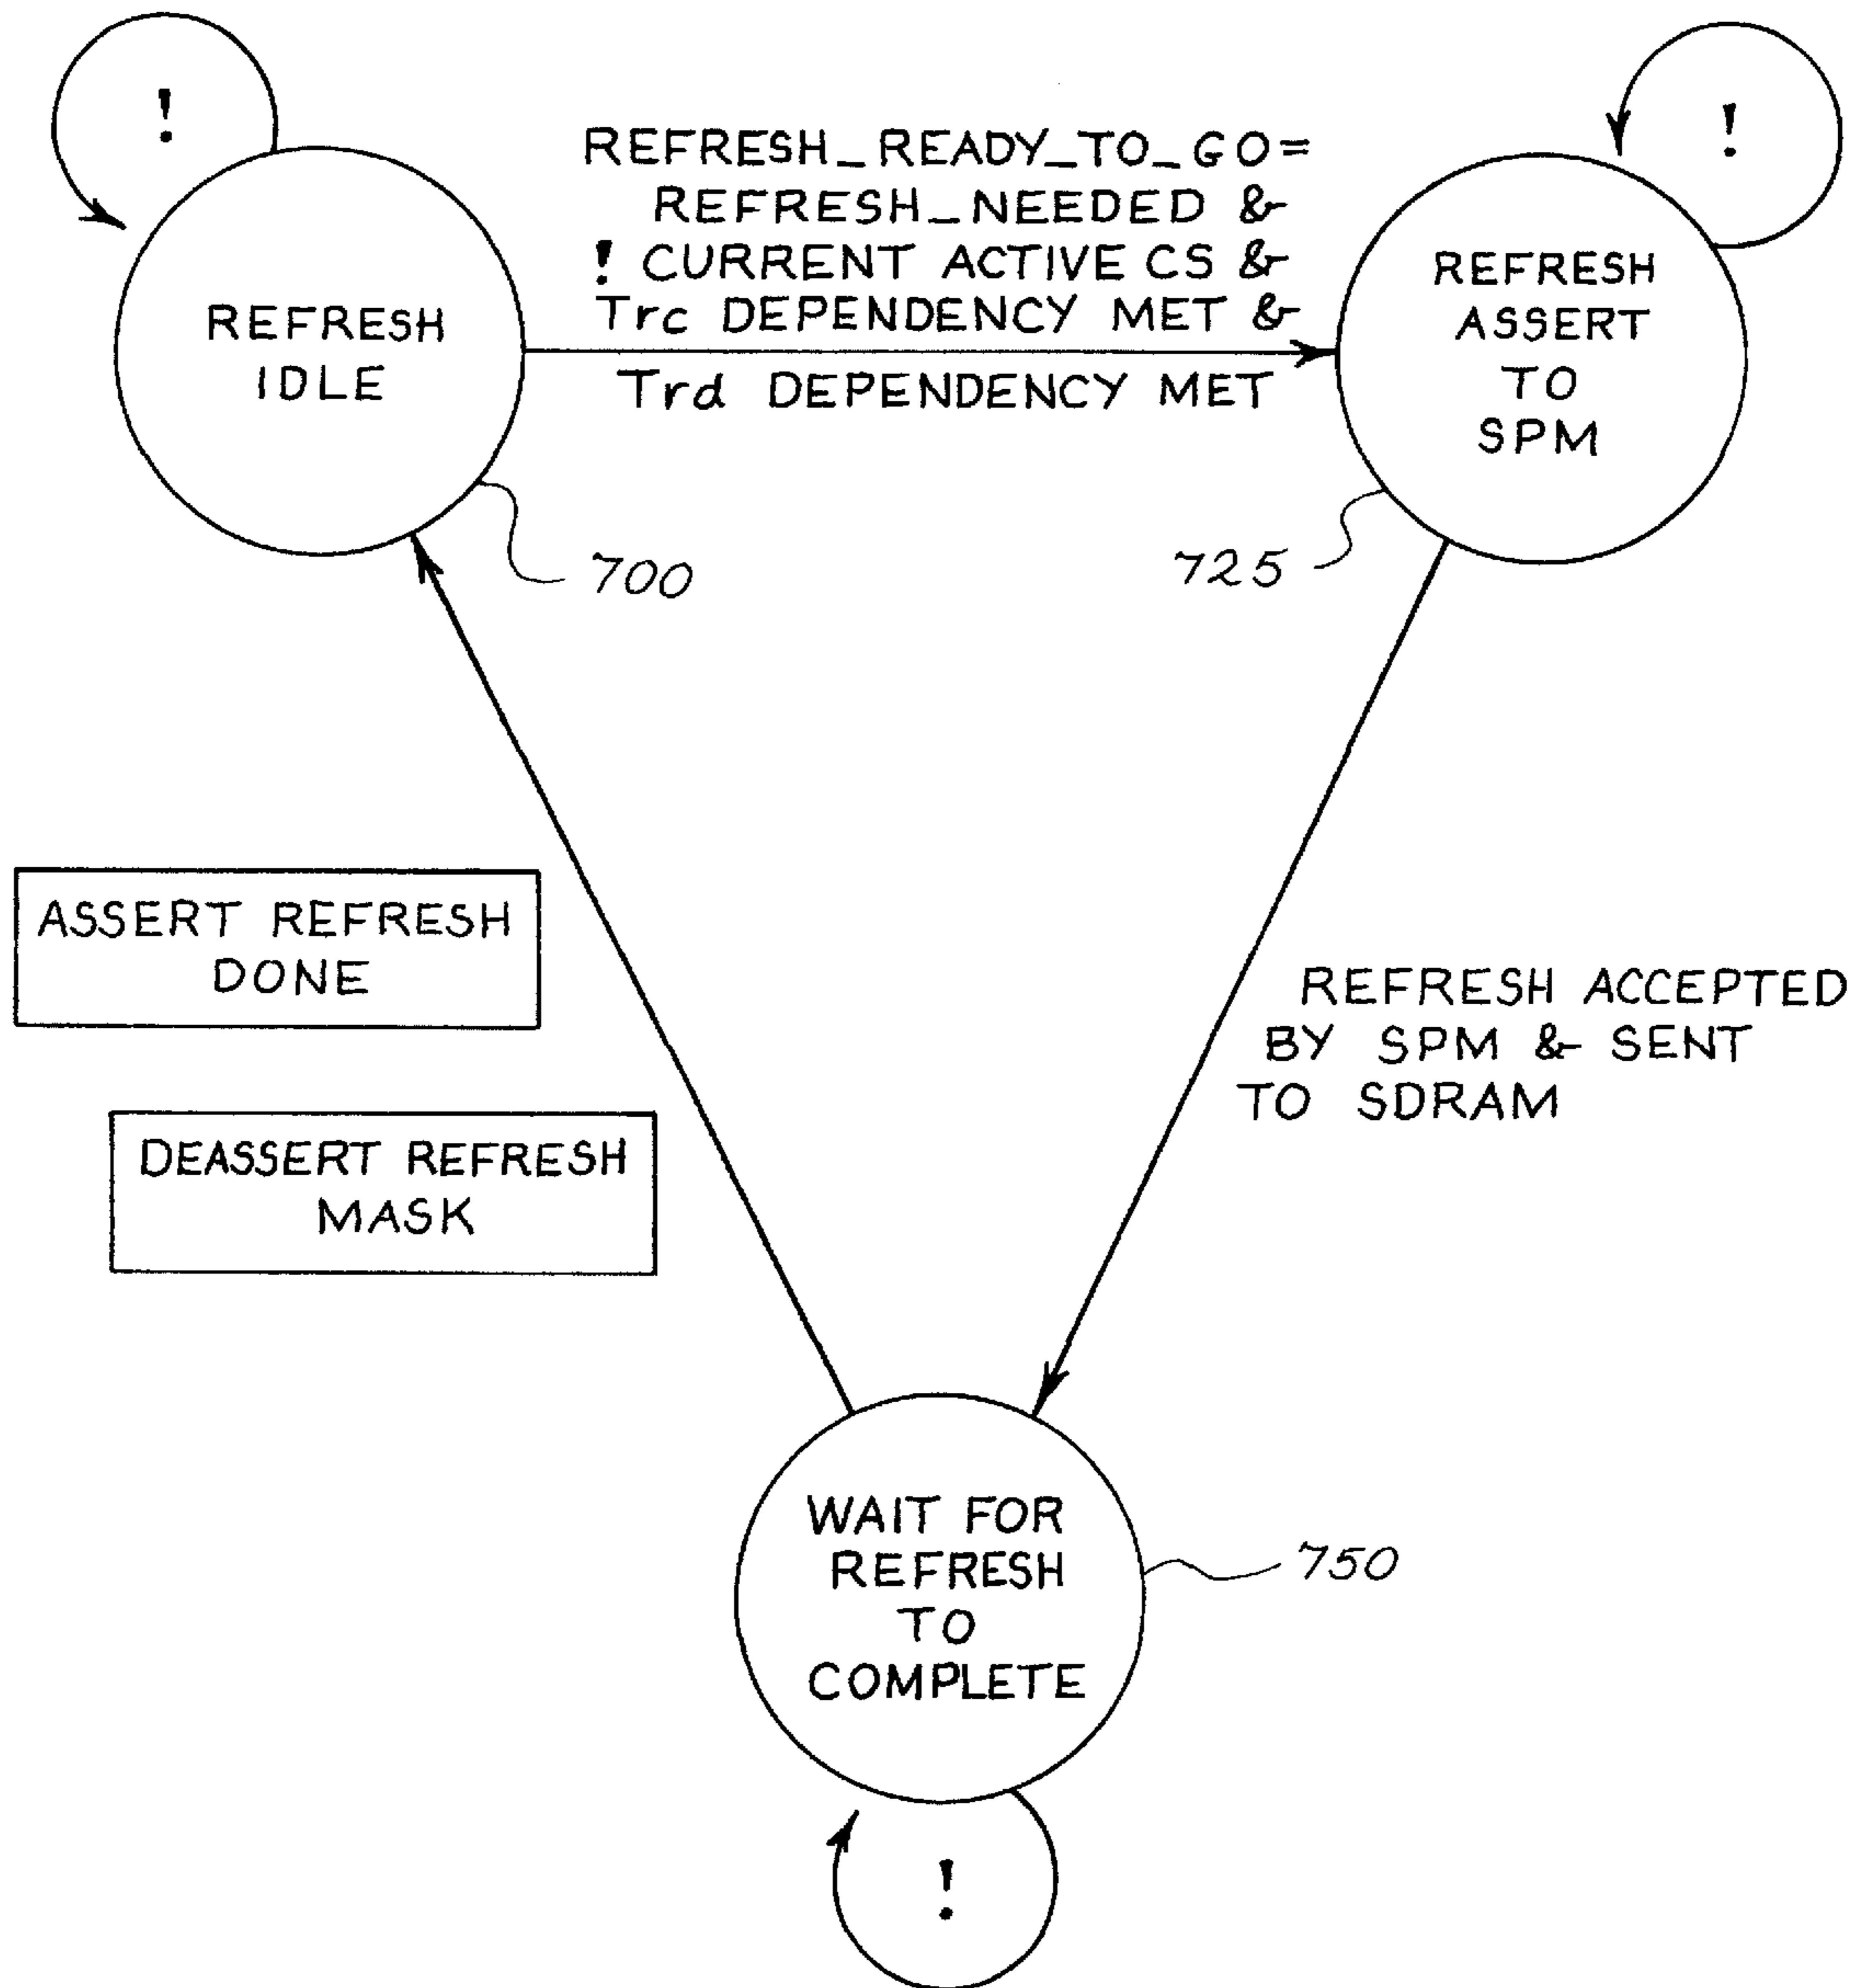 !
!
REFRESH_READY_TO_GO=
REFRESH_NEEDED &
! CURRENT ACTIVE CS &
Trc DEPENDENCY MET &
Trd DEPENDENCY MET
REFRESH
IDLE
REFRESH
ASSERT
TO
SPM
700
725
ASSERT REFRESH
DONE
DEASSERT REFRESH
MASK
REFRESH ACCEPTED
BY SPM & SENT
TO SDRAM
WAIT FOR
REFRESH
TO
COMPLETE
750
!